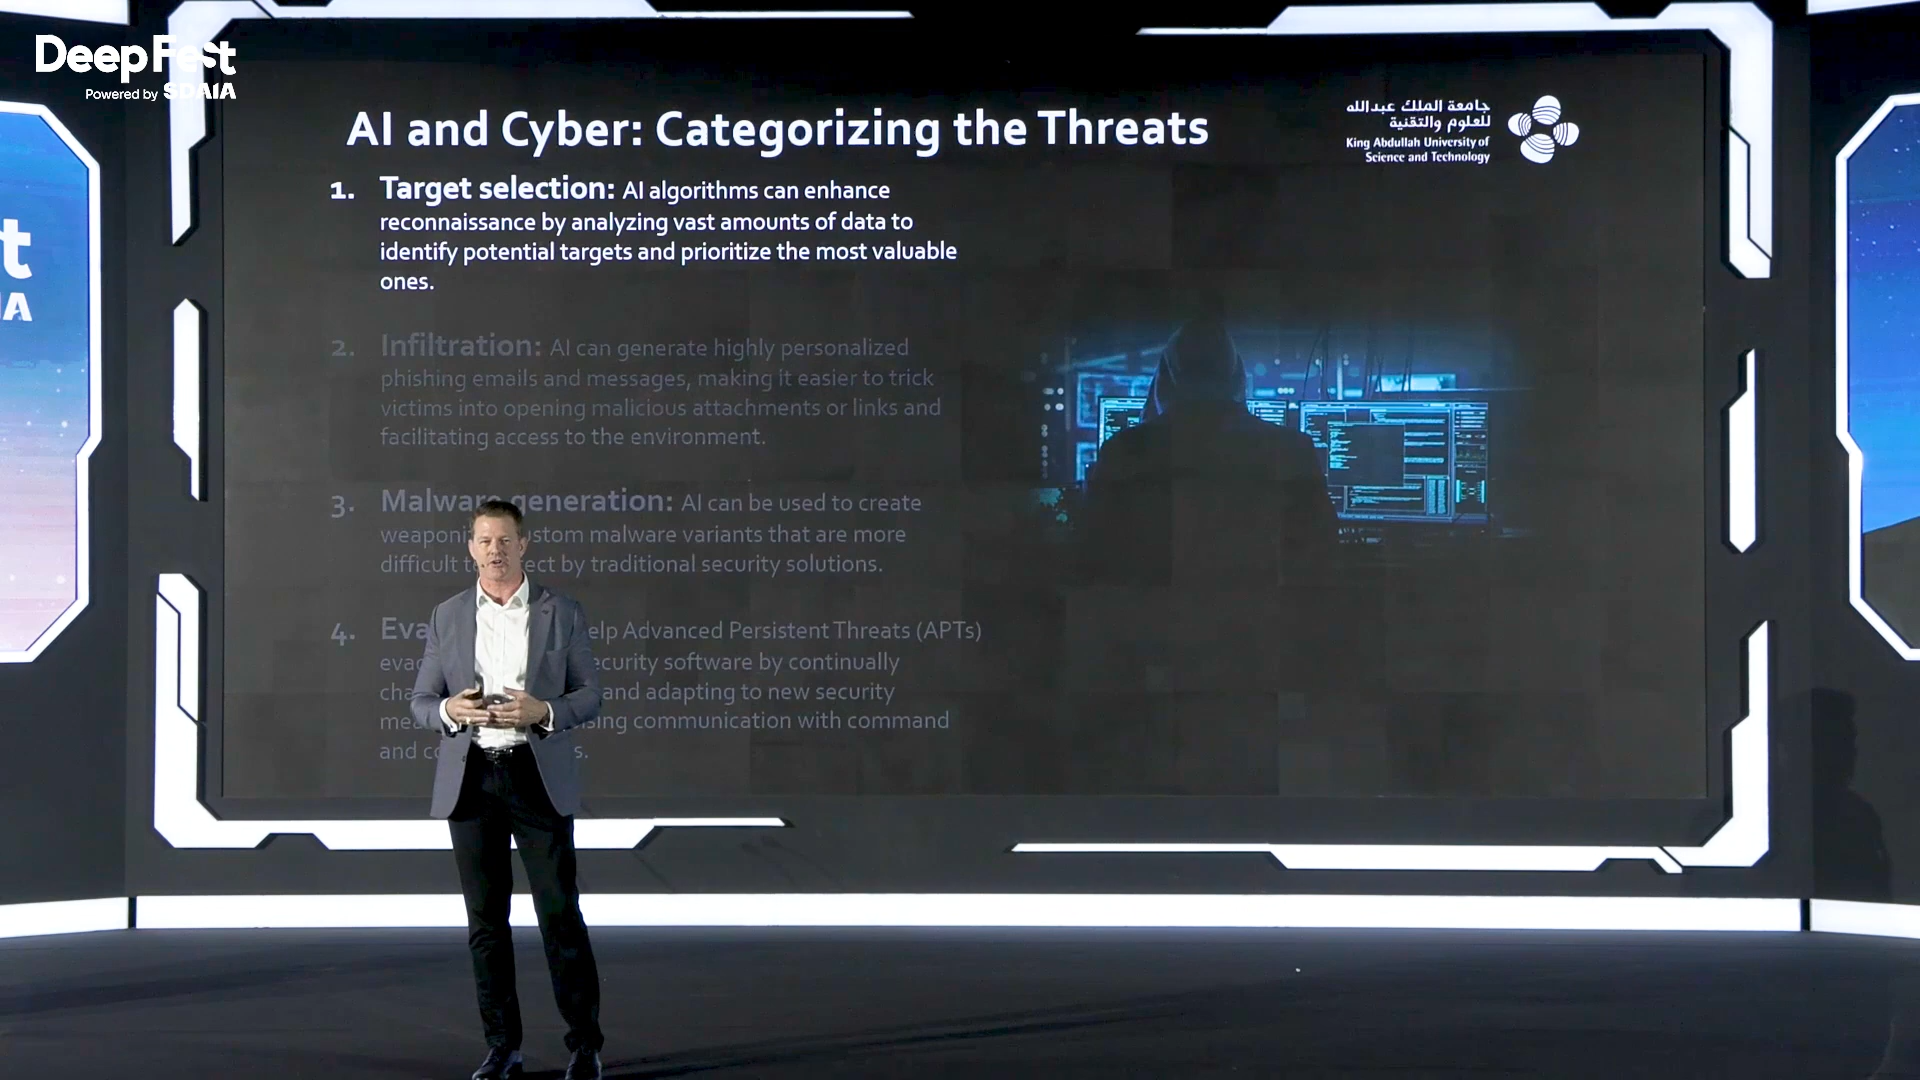 DeepFest
Powered by SDAIA
t
IA
AI and Cyber: Categorizing the Threats
جامعة الملك عبدالله
للعلوم والتقنية
King Abdullah University of
Science and Technology
1. Target selection: AI algorithms can enhance
reconnaissance by analyzing vast amounts of data to
identify potential targets and prioritize the most valuable
ones.
2. Infiltration: AI can generate highly personalized
phishing emails and messages, making it easier to trick
victims into opening malicious attachments or links and
facilitating access to the environment.
3. Malware generation: AI can be used to create
custom malware variants that are more
difficult by traditional security solutions.
4. Advanced Persistent Threats (APTs)
security software by continually
and adapting to new security
communication with command
and